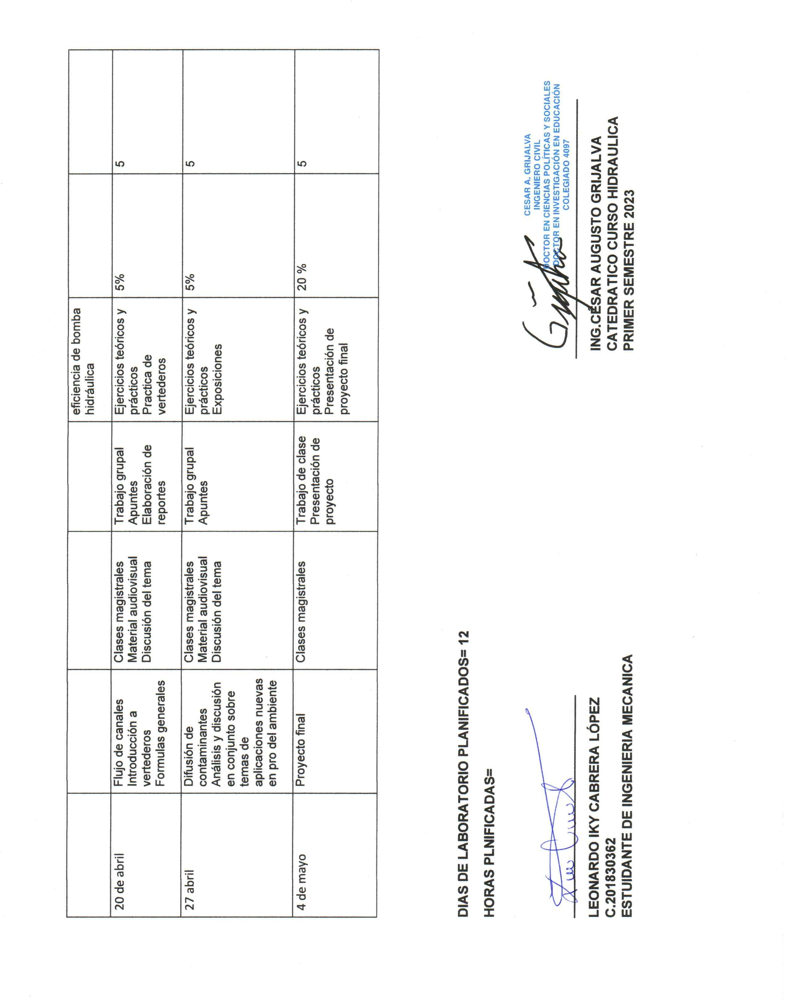 eficiencia de bomba
hidráulica
20 de abril
Flujo de canales
Introducción a
vertederos
Formulas generales
Clases magistrales
Material audiovisual
Discusión del tema
Trabajo grupal
Apuntes
Elaboración de
reportes
Ejercicios teóricos y
prácticos
Practica de
vertederos
5%
5
27 abril
Difusión de
contaminantes
Análisis y discusión
en conjunto sobre
temas de
aplicaciones nuevas
en pro del ambiente
Clases magistrales
Material audiovisual
Discusión del tema
Trabajo grupal
Apuntes
Ejercicios teóricos y
prácticos
Exposiciones
5%
5
4 de mayo
Proyecto final
Clases magistrales
Trabajo de clase
Presentación de
proyecto
Ejercicios teóricos y
prácticos
Presentación de
proyecto final
20 %
5
DIAS DE LABORATORIO PLANIFICADOS= 12
HORAS PLNIFICADAS=
LEONARDO IKY CABRERA LÓPEZ
C.201830362
ESTUIDANTE DE INGENIERIA MECANICA
CESAR A. GRIJALVA
INGENIERO CIVIL
DOCTOR EN CIENCIAS POLÍTICAS Y SOCIALES
DOCTOR EN INVESTIGACIÓN EN EDUCACIÓN
COLEGIADO 4097
ING.CÉSAR AUGUSTO GRIJALVA
CATEDRATICO CURSO HIDRAULICA
PRIMER SEMESTRE 2023